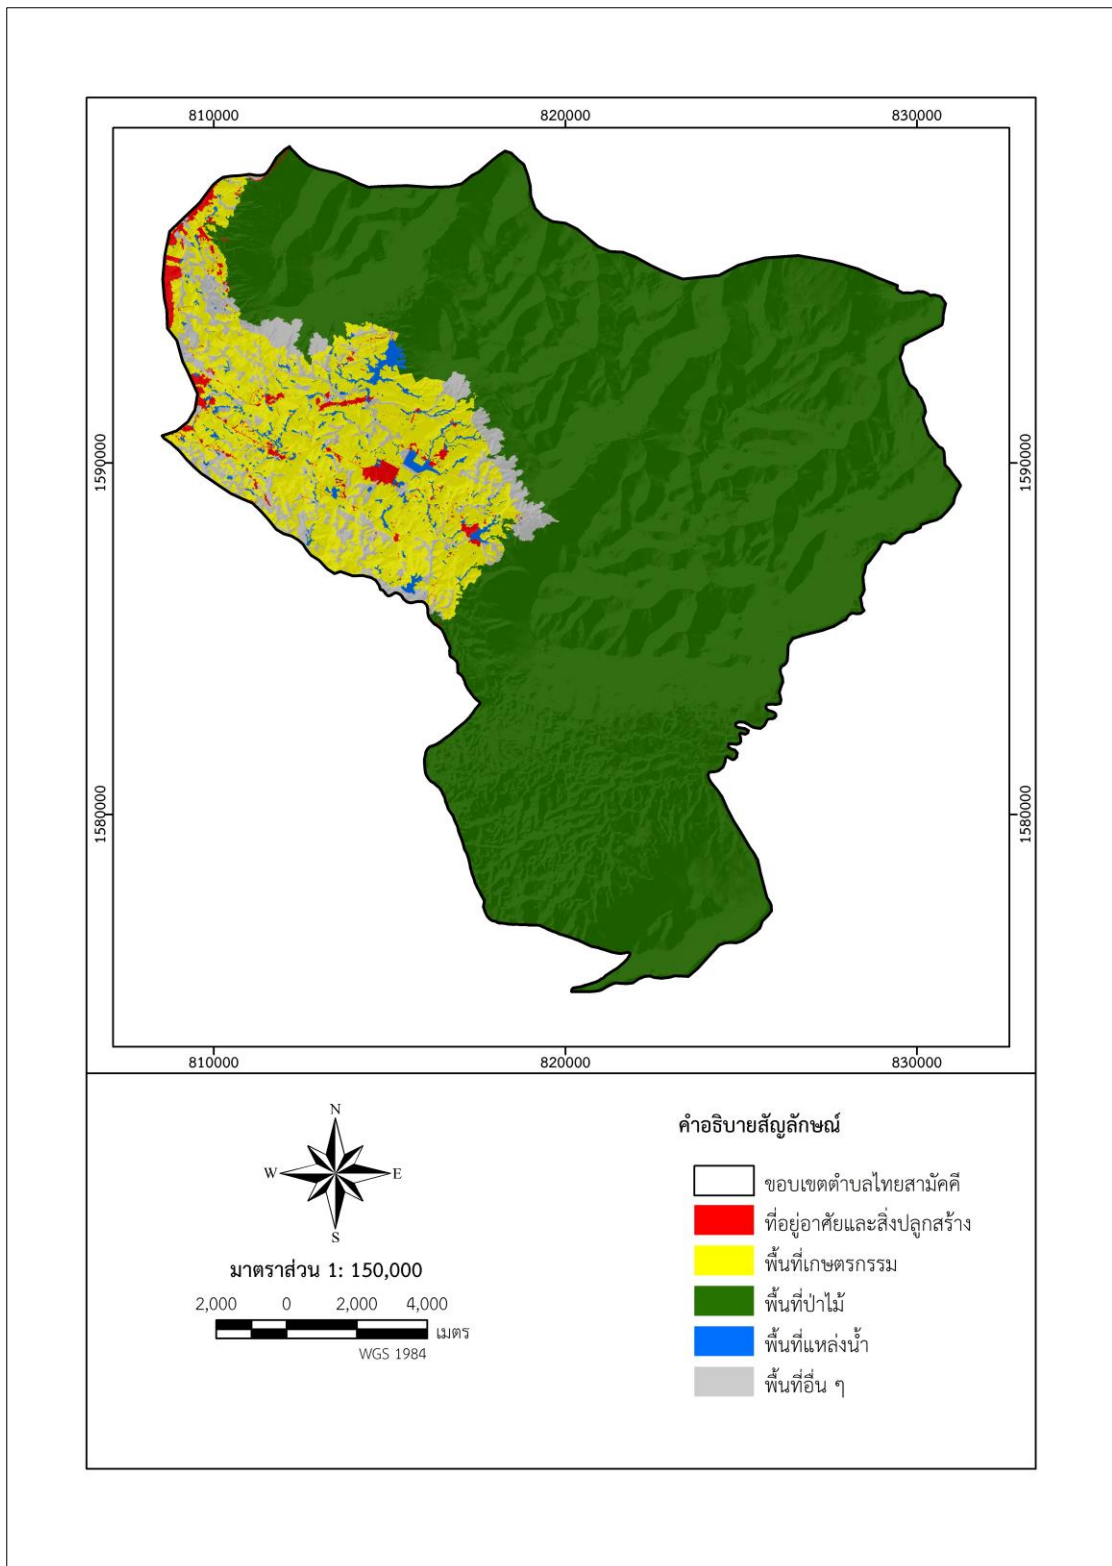 810000 820000 830000
1590000 1590000
1580000 1580000
810000 820000 830000
N
W E
S
มาตราส่วน 1: 150,000
2,000 0 2,000 4,000
เมตร
WGS 1984
คำอธิบายสัญลักษณ์
ขอบเขตตำบลไทยสามัคคี
ที่อยู่อาศัยและสิ่งปลูกสร้าง
พื้นที่เกษตรกรรม
พื้นที่ป่าไม้
พื้นที่แหล่งน้ำ
พื้นที่อื่น ๆ